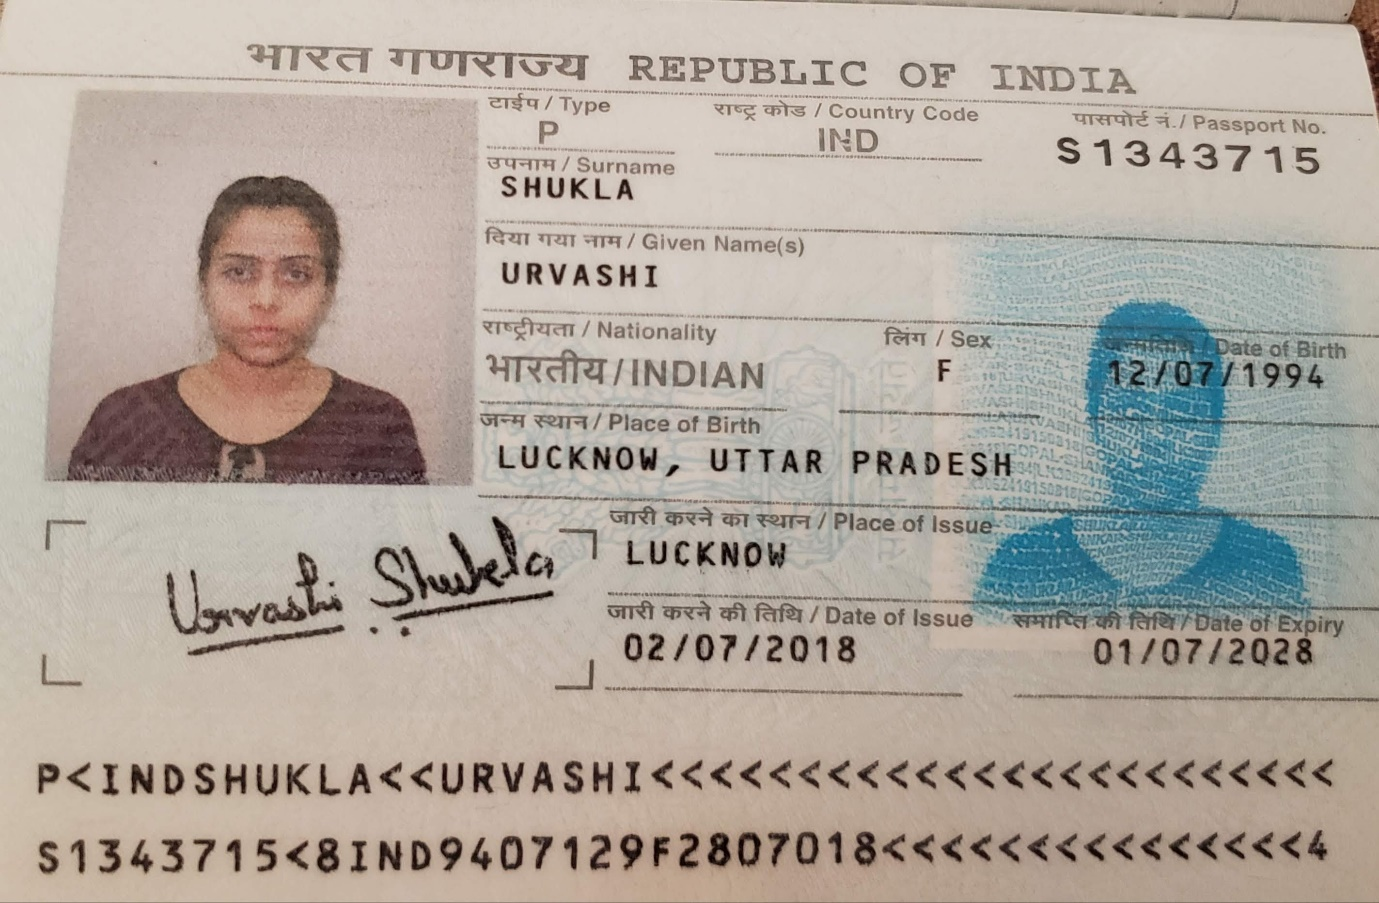 भारत गणराज्य REPUBLIC OF INDIA
टाईप / Type राष्ट्र कोड / Country Code पासपोर्ट नं. / Passport No.
P IND S1343715
उपनाम / Surname
SHUKLA
दिया गया नाम / Given Name(s)
URVASHI
राष्ट्रीयता / Nationality लिंग / Sex जन्मतिथि / Date of Birth
भारतीय / INDIAN F 12/07/1994
जन्म स्थान / Place of Birth
LUCKNOW, UTTAR PRADESH
जारी करने का स्थान / Place of Issue
LUCKNOW
Urvashi Shukla
जारी करने की तिथि / Date of Issue समाप्ति की तिथि / Date of Expiry
02/07/2018 01/07/2028
P<INDSHUKLA<<URVASHI<<<<<<<<<<<<<<<<<<<<<<<<
S1343715<8IND9407129F2807018<<<<<<<<<<<<<<<4